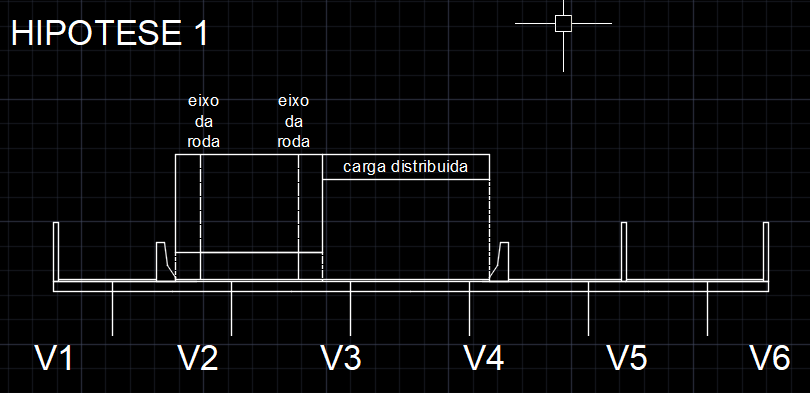 HIPOTESE 1
eixo
da
roda
eixo
da
roda
carga distribuida
V1 V2 V3 V4 V5 V6